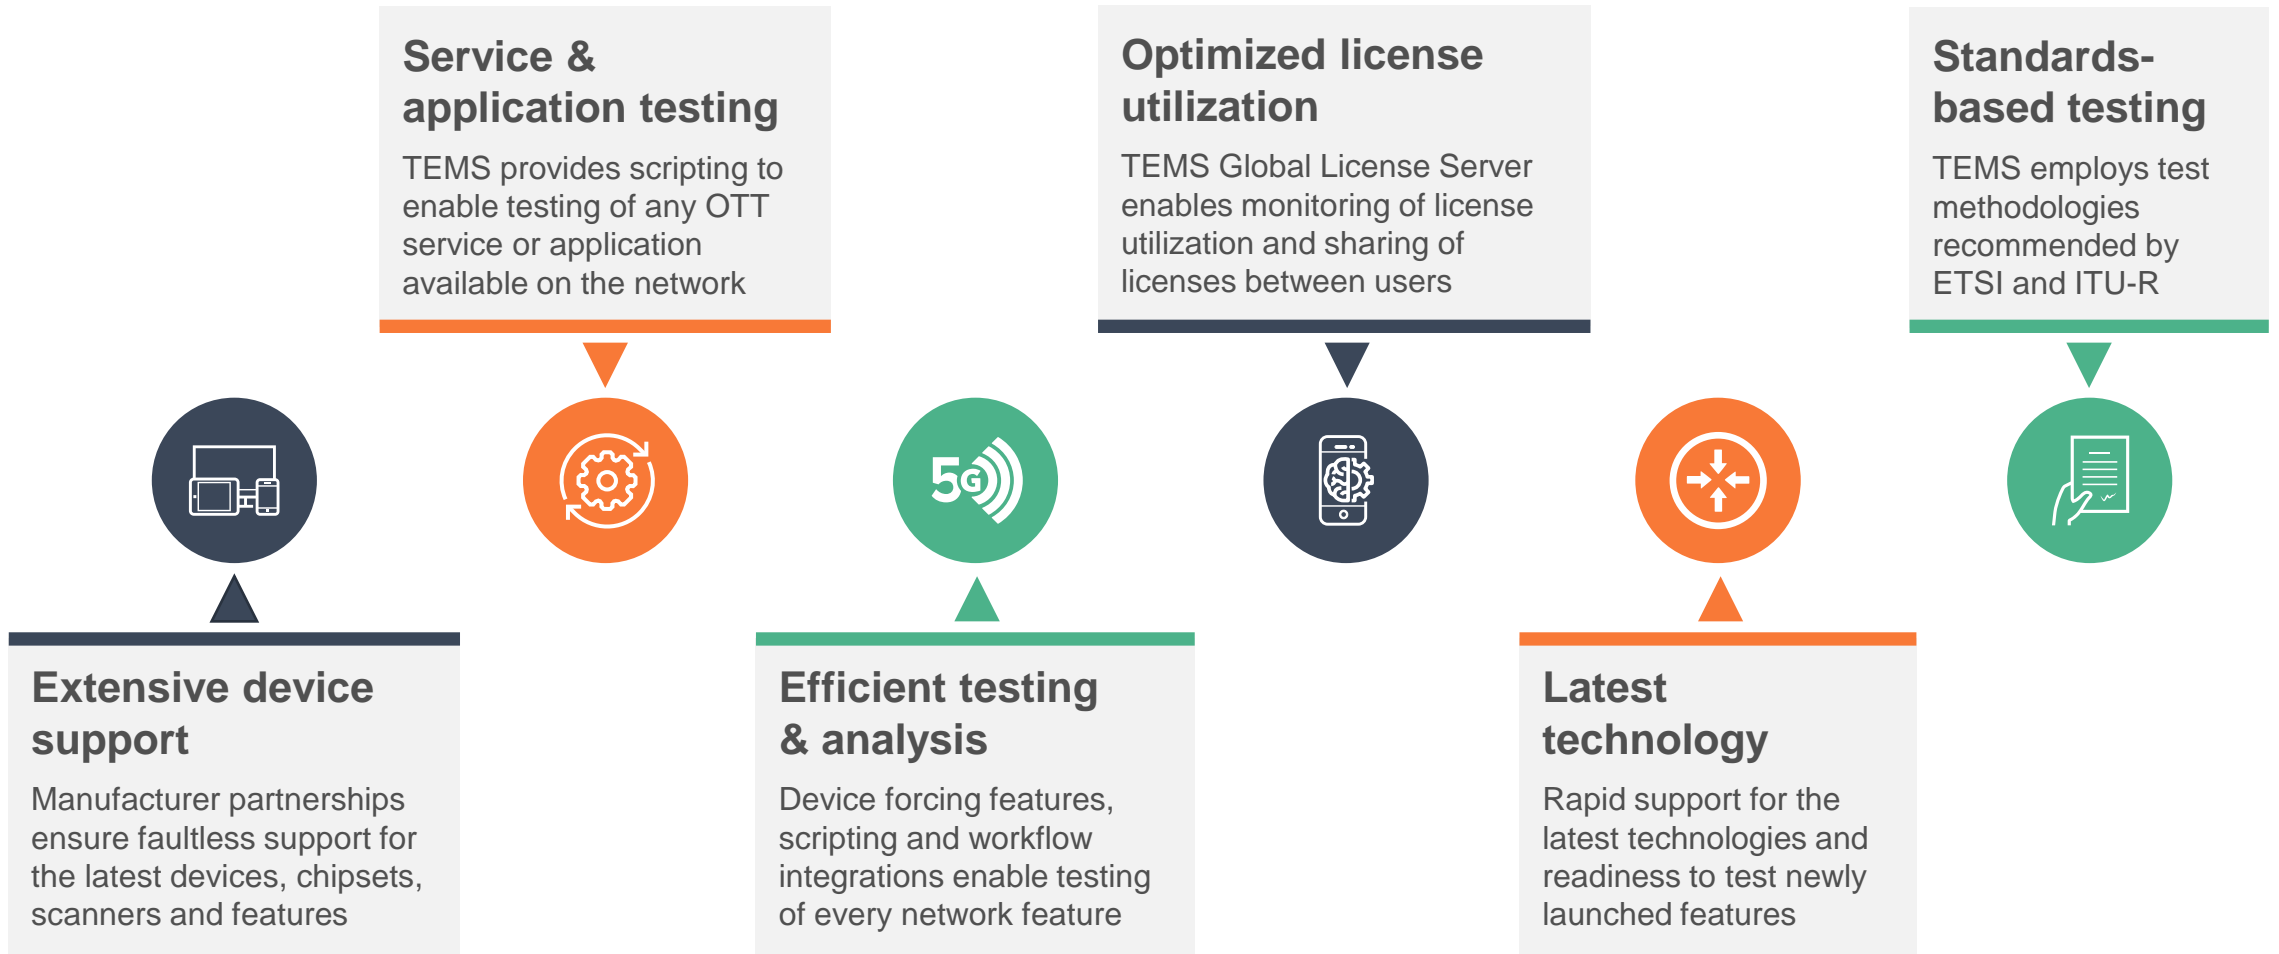 Service &
application testing
TEMS provides scripting to
enable testing of any OTT
service or application
available on the network
Optimized license
utilization
TEMS Global License Server
enables monitoring of license
utilization and sharing of
licenses between users
Standards-
based testing
TEMS employs test
methodologies
recommended by
ETSI and ITU-R
5G
Extensive device
support
Manufacturer partnerships
ensure faultless support for
the latest devices, chipsets,
scanners and features
Efficient testing
& analysis
Device forcing features,
scripting and workflow
integrations enable testing
of every network feature
Latest
technology
Rapid support for the
latest technologies and
readiness to test newly
launched features